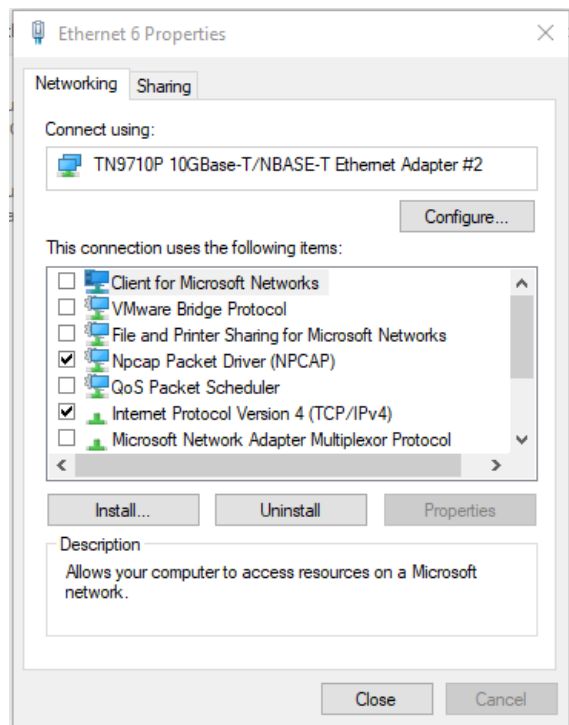 Ethernet 6 Properties
Networking
Sharing
Connect using:
TN9710P 10GBase-T/NBASE-T Ethernet Adapter #2
Configure...
This connection uses the following items:
Client for Microsoft Networks
VMware Bridge Protocol
File and Printer Sharing for Microsoft Networks
Npcap Packet Driver (NPCAP)
QoS Packet Scheduler
Internet Protocol Version 4 (TCP/IPv4)
Microsoft Network Adapter Multiplexor Protocol
Install...
Uninstall
Properties
Description
Allows your computer to access resources on a Microsoft
network.
Close
Cancel